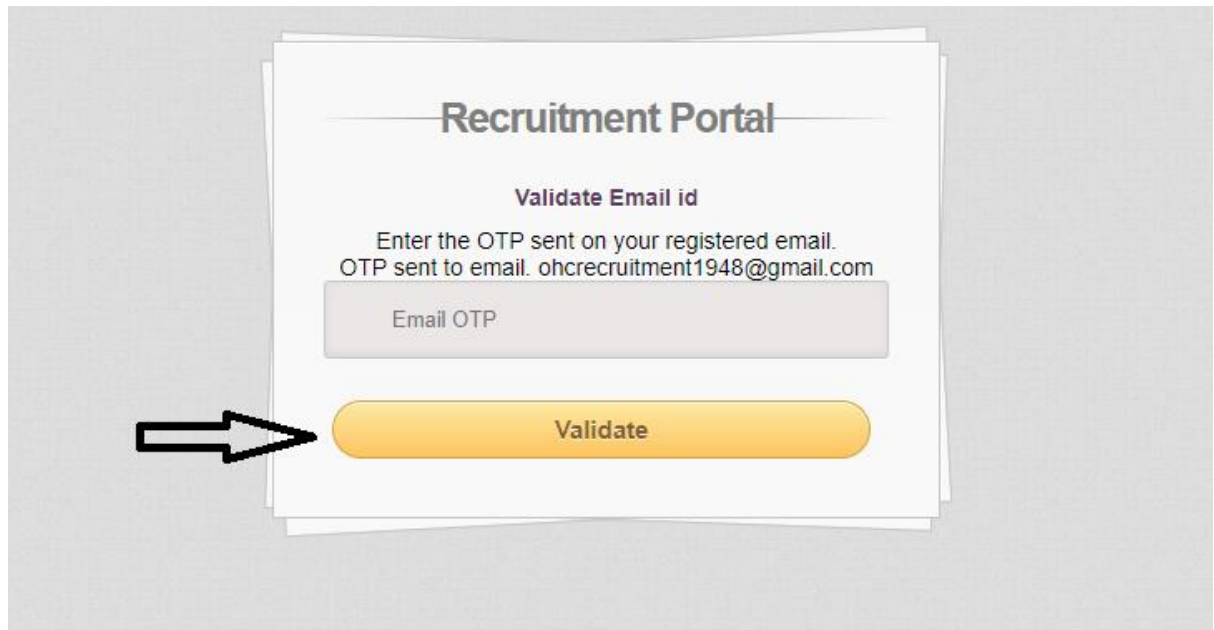 Recruitment Portal
Validate Email id
Enter the OTP sent on your registered email.
OTP sent to email. ohcrecruitment1948@gmail.com
Email OTP
Validate